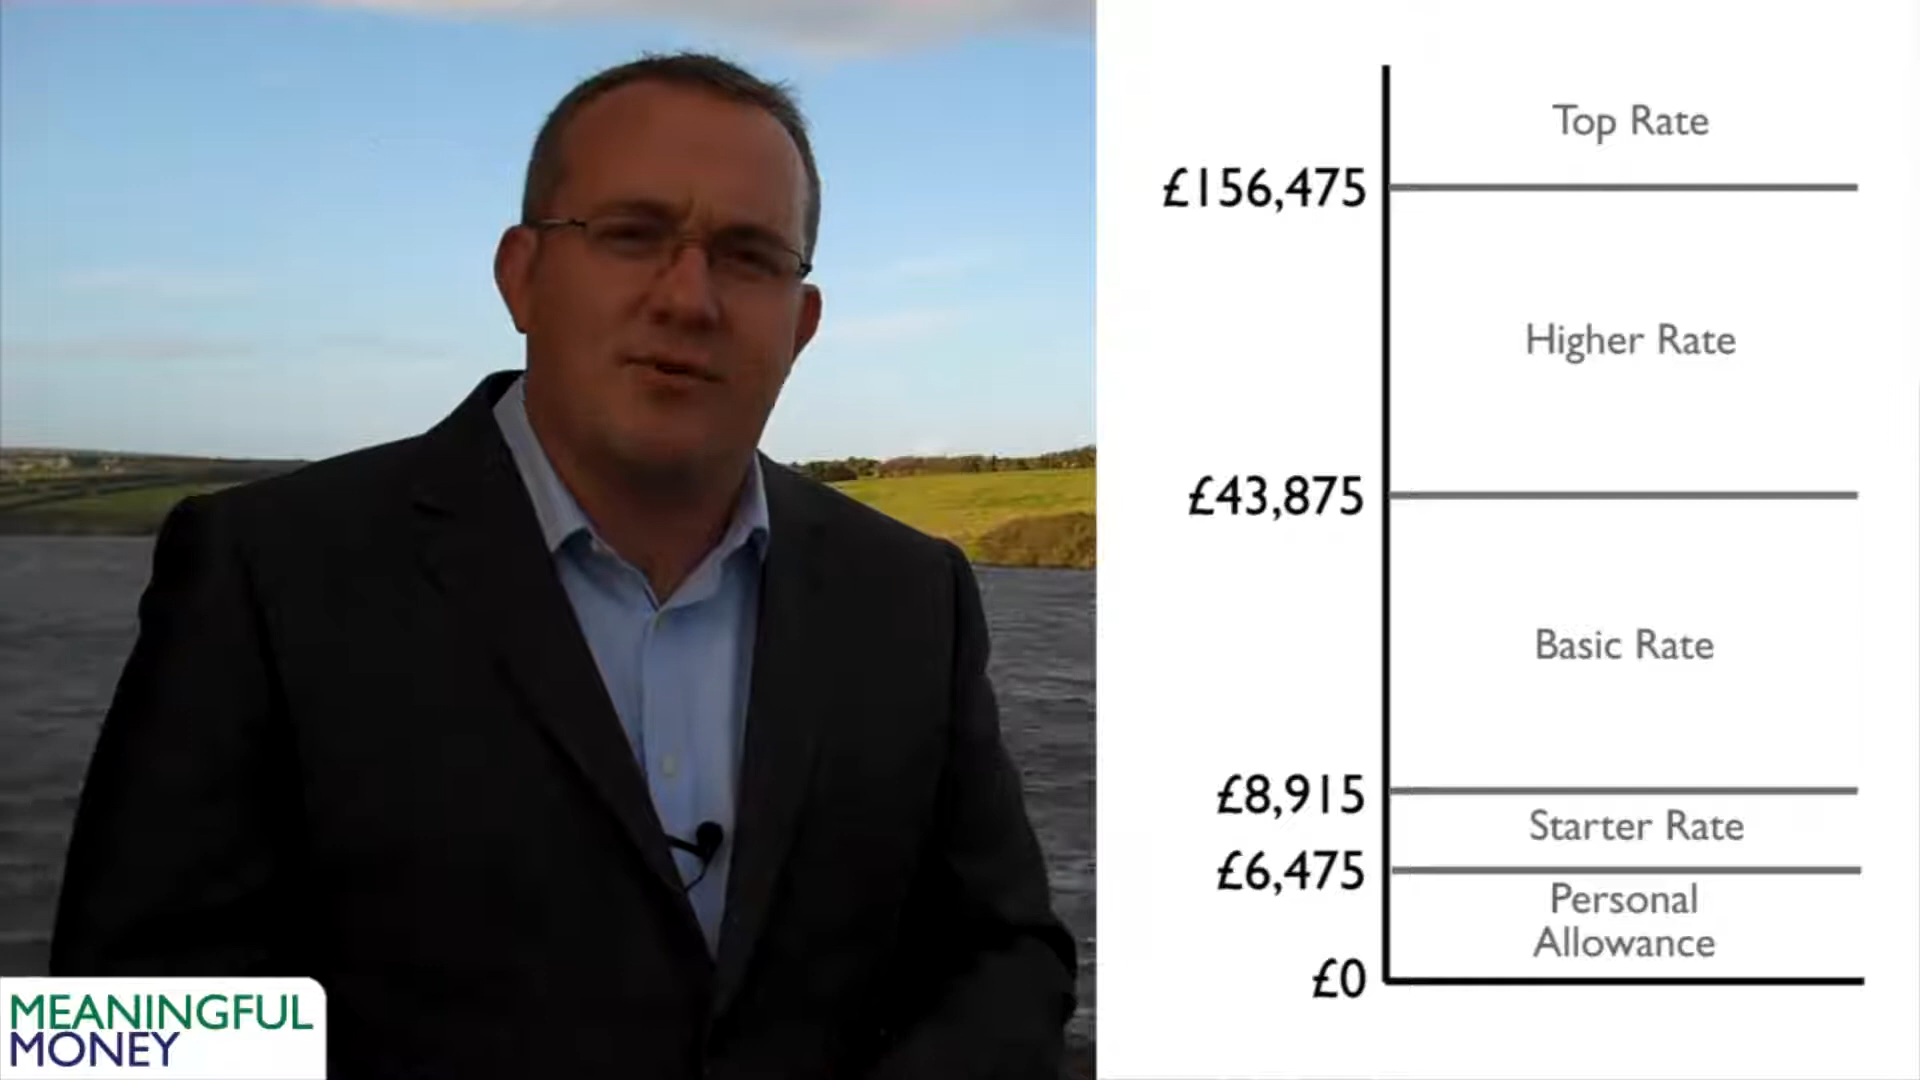 Top Rate
£156,475
Higher Rate
£43,875
Basic Rate
£8,915
Starter Rate
£6,475
Personal
Allowance
£0
MEANINGFUL
MONEY